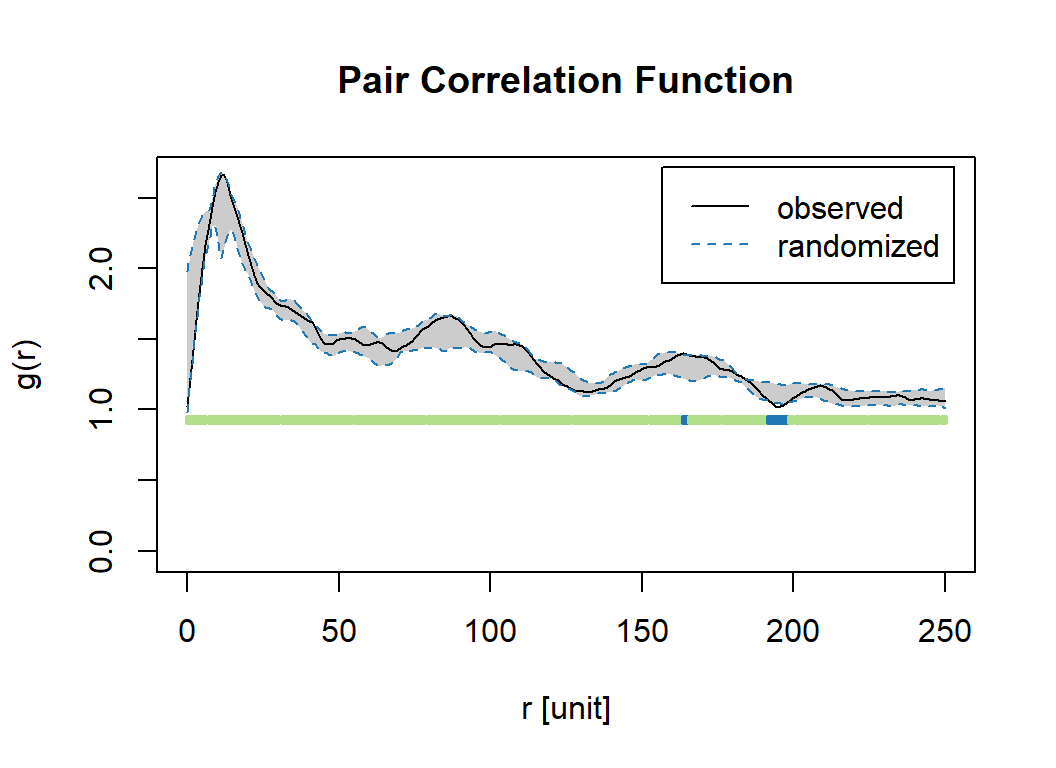 Pair Correlation Function
observed
randomized
g(r)
2.0
1.0
0.0
0 50 100 150 200 250
r [unit]